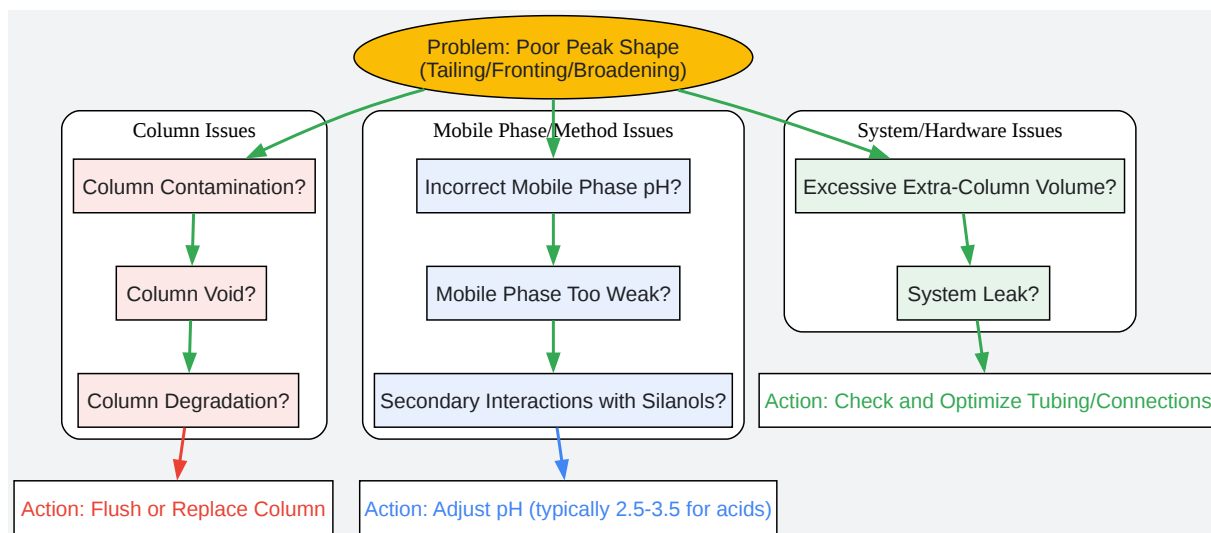 Problem: Poor Peak Shape
(Tailing/Fronting/Broadening)
Column Issues
Column Contamination?
Column Void?
Column Degradation?
Action: Flush or Replace Column
Mobile Phase/Method Issues
Incorrect Mobile Phase pH?
Mobile Phase Too Weak?
Secondary Interactions with Silanols?
Action: Adjust pH (typically 2.5-3.5 for acids)
System/Hardware Issues
Excessive Extra-Column Volume?
System Leak?
Action: Check and Optimize Tubing/Connections